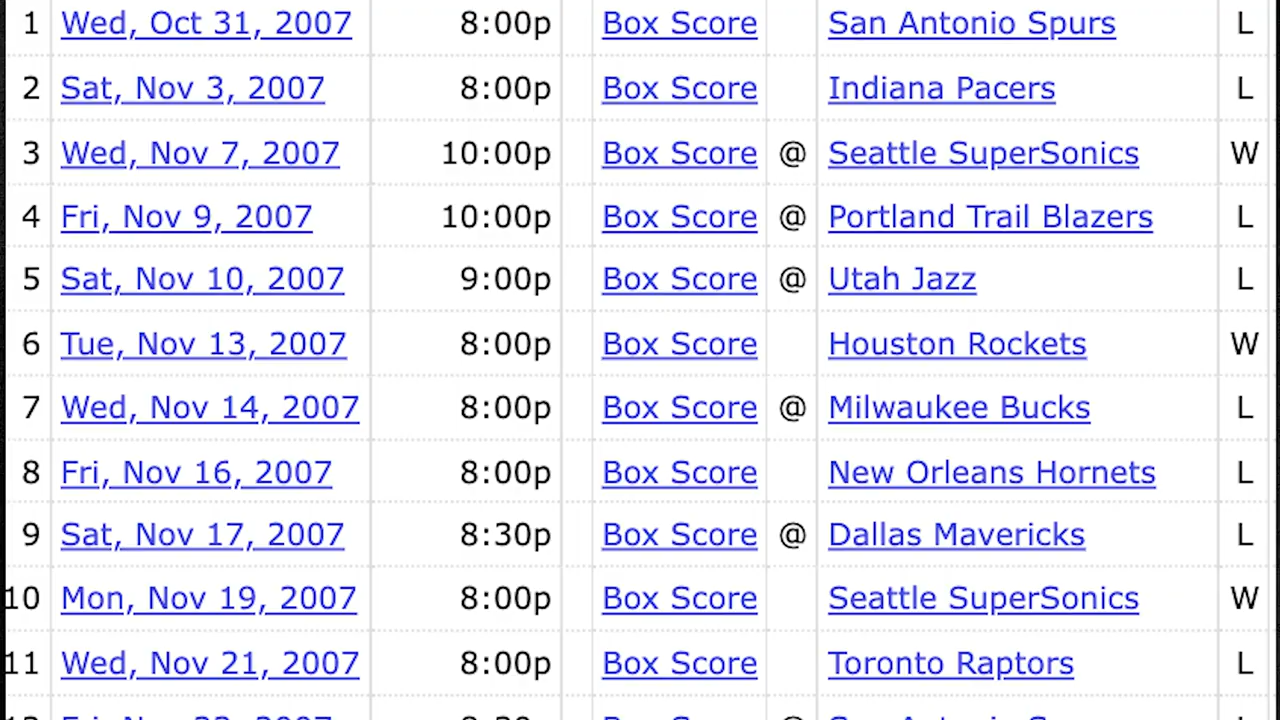 1 Wed, Oct 31, 2007 8:00p Box Score San Antonio Spurs L
2 Sat, Nov 3, 2007 8:00p Box Score Indiana Pacers L
3 Wed, Nov 7, 2007 10:00p Box Score @ Seattle SuperSonics W
4 Fri, Nov 9, 2007 10:00p Box Score @ Portland Trail Blazers L
5 Sat, Nov 10, 2007 9:00p Box Score @ Utah Jazz L
6 Tue, Nov 13, 2007 8:00p Box Score Houston Rockets W
7 Wed, Nov 14, 2007 8:00p Box Score @ Milwaukee Bucks L
8 Fri, Nov 16, 2007 8:00p Box Score New Orleans Hornets L
9 Sat, Nov 17, 2007 8:30p Box Score @ Dallas Mavericks L
10 Mon, Nov 19, 2007 8:00p Box Score Seattle SuperSonics W
11 Wed, Nov 21, 2007 8:00p Box Score Toronto Raptors L